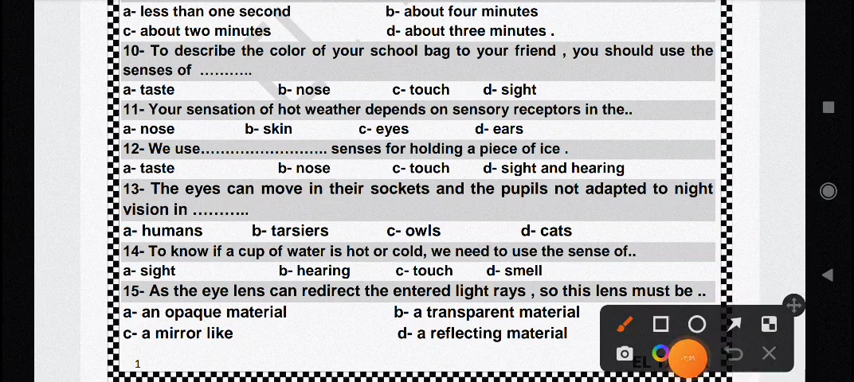 a- less than one second b- about four minutes
c- about two minutes d- about three minutes .
10- To describe the color of your school bag to your friend , you should use the
senses of ...........
a- taste b- nose c- touch d- sight
11- Your sensation of hot weather depends on sensory receptors in the..
a- nose b- skin c- eyes d- ears
12- We use.......................... senses for holding a piece of ice .
a- taste b- nose c- touch d- sight and hearing
13- The eyes can move in their sockets and the pupils not adapted to night
vision in ...........
a- humans b- tarsiers c- owls d- cats
14- To know if a cup of water is hot or cold, we need to use the sense of..
a- sight b- hearing c- touch d- smell
15- As the eye lens can redirect the entered light rays , so this lens must be ..
a- an opaque material b- a transparent material
c- a mirror like d- a reflecting material
1